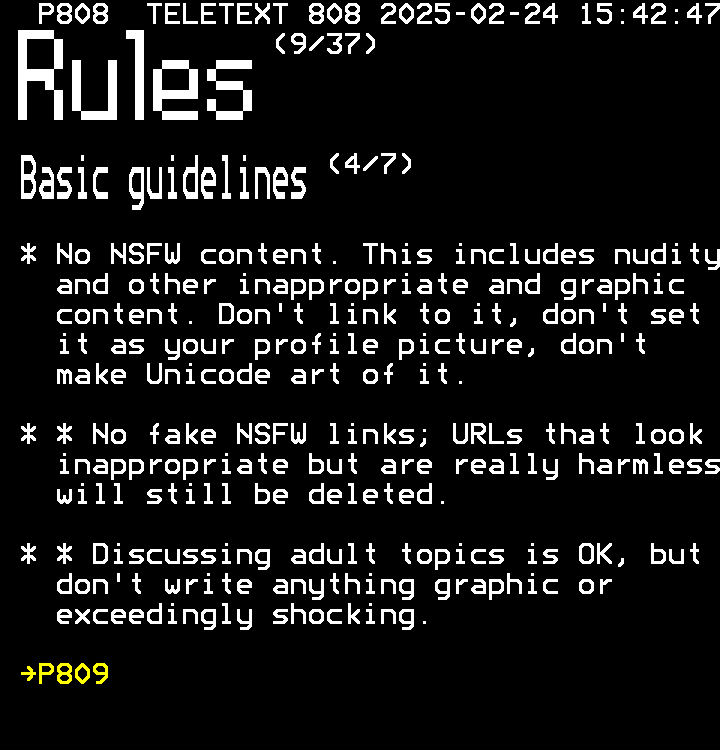 P808 TELETEXT 808 2025-02-24 15:42:47
Rules (9/37)
Basic guidelines (4/7)
* No NSFW content. This includes nudity
and other inappropriate and graphic
content. Don't link to it, don't set
it as your profile picture, don't
make Unicode art of it.
* * No fake NSFW links; URLs that look
inappropriate but are really harmless
will still be deleted.
* * Discussing adult topics is OK, but
don't write anything graphic or
exceedingly shocking.
→P809